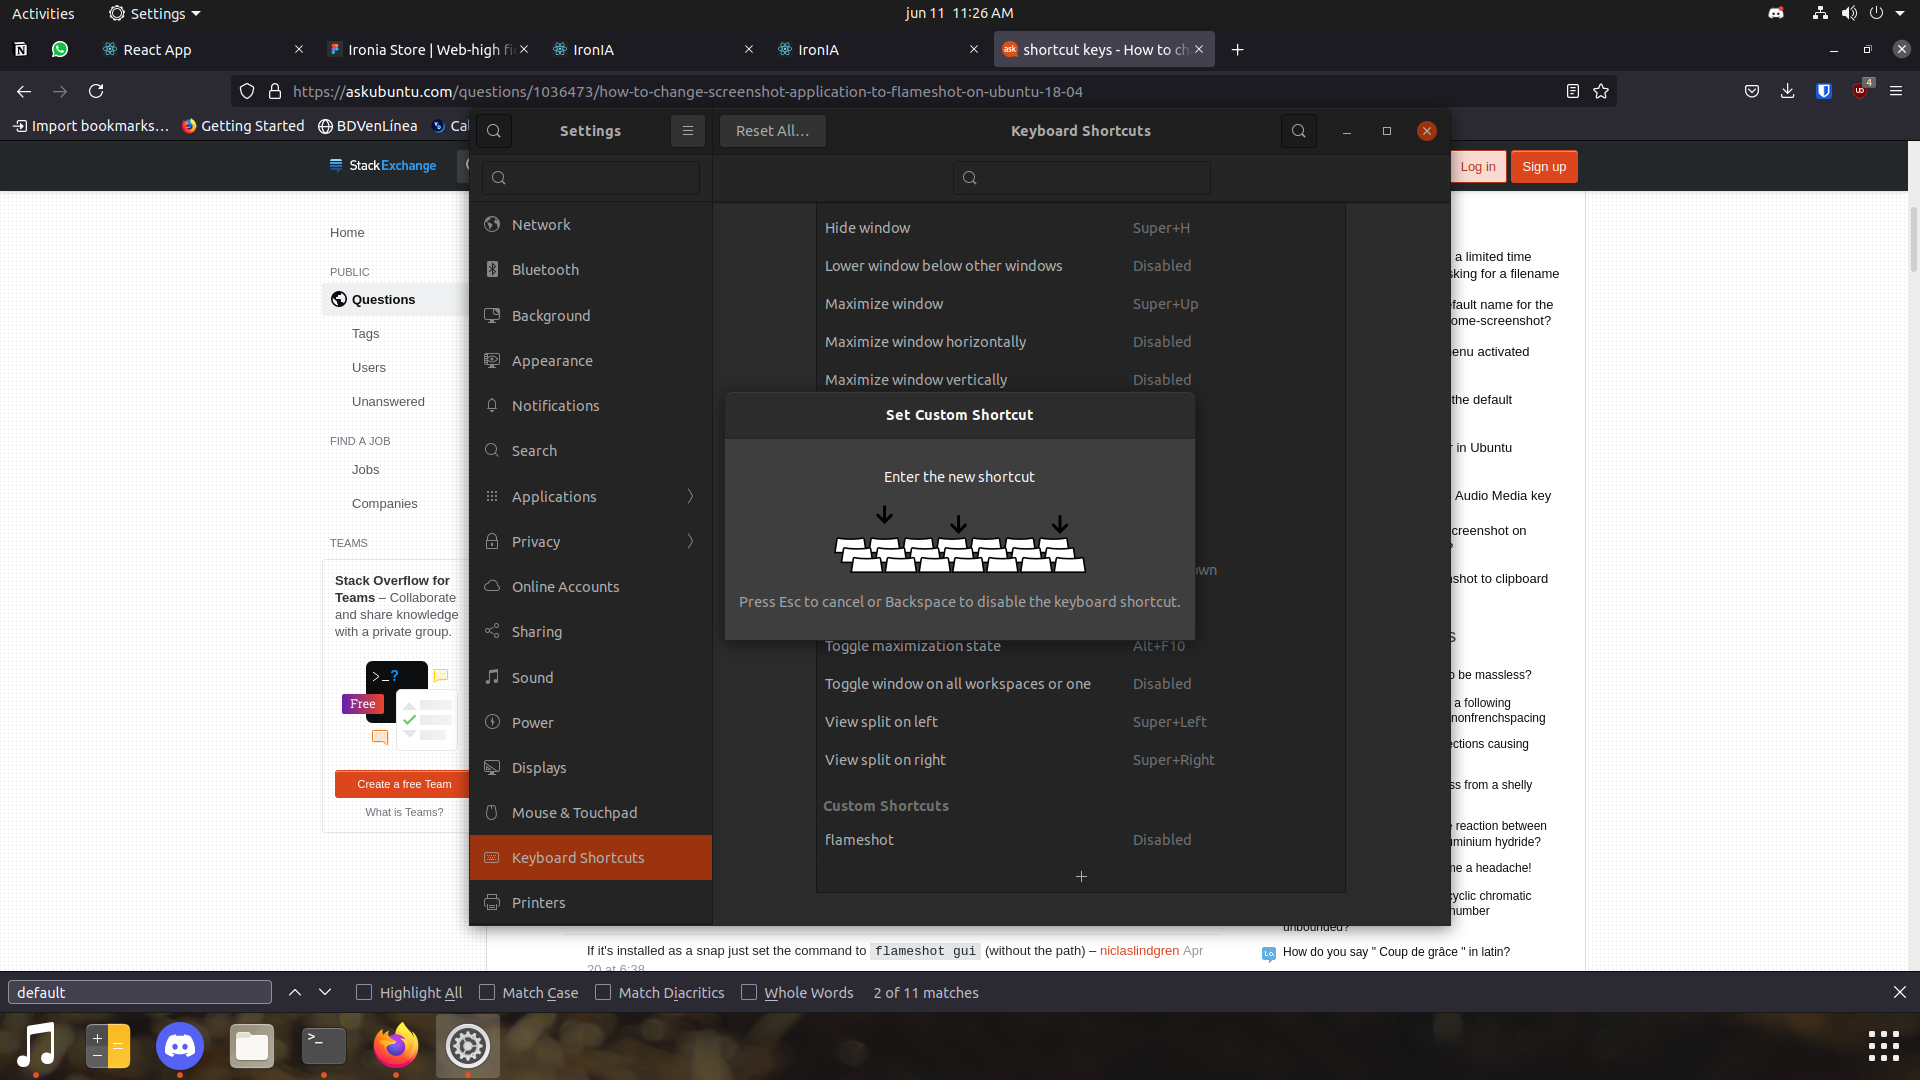 Activities
Settings
jun 11 11:26 AM
React App
Ironia Store | Web-high fi
IronIA
IronIA
shortcut keys - How to ch
https://askubuntu.com/questions/1036473/how-to-change-screenshot-application-to-flameshot-on-ubuntu-18-04
4
Import bookmarks...
Getting Started
BDVenLínea
Cal
Settings
Reset All...
Keyboard Shortcuts
StackExchange
Log in
Sign up
Home
PUBLIC
Questions
Tags
Users
Unanswered
FIND A JOB
Jobs
Companies
TEAMS
Stack Overflow for
Teams – Collaborate
and share knowledge
with a private group.
>_?
Free
Create a free Team
What is Teams?
Network
Bluetooth
Background
Appearance
Notifications
Search
Applications
Privacy
Online Accounts
Sharing
Sound
Power
Displays
Mouse & Touchpad
Keyboard Shortcuts
Printers
Hide window Super+H
Lower window below other windows Disabled
Maximize window Super+Up
Maximize window horizontally Disabled
Maximize window vertically Disabled
Set Custom Shortcut
Enter the new shortcut
Press Esc to cancel or Backspace to disable the keyboard shortcut.
own
Toggle maximization state Alt+F10
Toggle window on all workspaces or one Disabled
View split on left Super+Left
View split on right Super+Right
Custom Shortcuts
flameshot Disabled
+
a limited time
sking for a filename
efault name for the
ome-screenshot?
enu activated
the default
r in Ubuntu
Audio Media key
creenshot on
?
nshot to clipboard
s
o be massless?
a following
nonfrenchspacing
ections causing
ss from a shelly
e reaction between
uminium hydride?
me a headache!
cyclic chromatic
number
unbounded?
How do you say " Coup de grâce " in latin?
If it's installed as a snap just set the command to flameshot gui (without the path) – niclaslindgren Apr
20 at 6:38
default
Highlight All
Match Case
Match Diacritics
Whole Words
2 of 11 matches